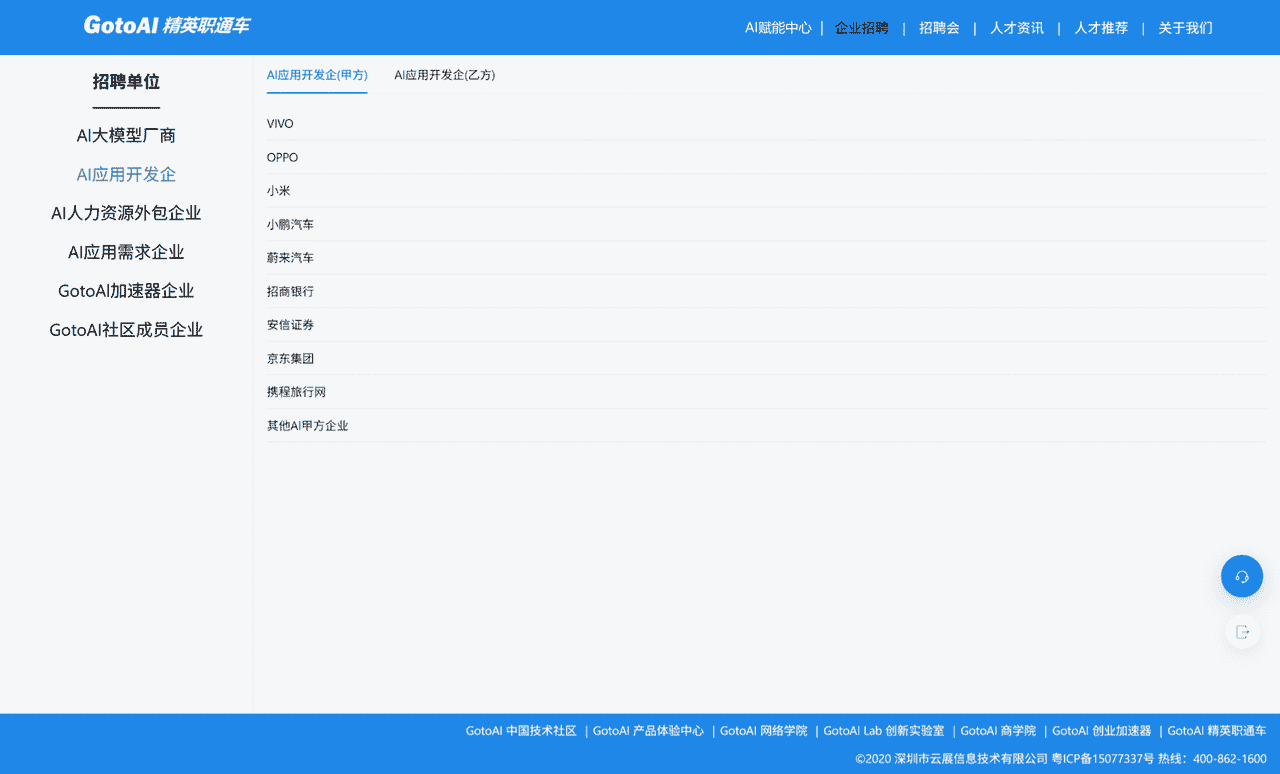 GotoAI 精英职通车
AI赋能中心 | 企业招聘 | 招聘会 | 人才资讯 | 人才推荐 | 关于我们
招聘单位
AI大模型厂商
AI应用开发企
AI人力资源外包企业
AI应用需求企业
GotoAI加速器企业
GotoAI社区成员企业
AI应用开发企(甲方) AI应用开发企(乙方)
VIVO
OPPO
小米
小鹏汽车
蔚来汽车
招商银行
安信证券
京东集团
携程旅行网
其他AI甲方企业
GotoAI 中国技术社区 | GotoAI 产品体验中心 | GotoAI 网络学院 | GotoAI Lab 创新实验室 | GotoAI 商学院 | GotoAI 创业加速器 | GotoAI 精英职通车
©2020 深圳市云展信息技术有限公司 粤ICP备15077337号 热线：400-862-1600